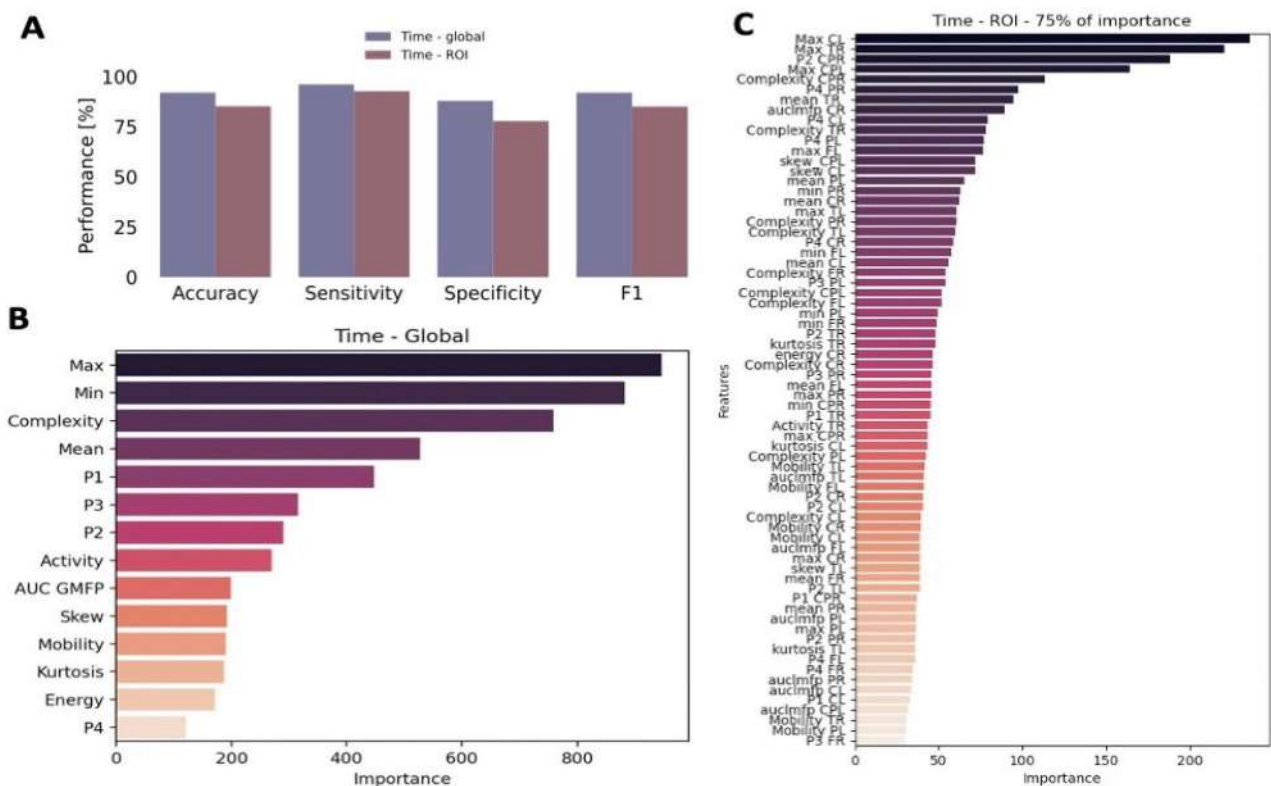 A
Time - global
Time - ROI
Performance [%]
100
75
50
25
0
Accuracy
Sensitivity
Specificity
F1
B
Time - Global
Max
Min
Complexity
Mean
P1
P3
P2
Activity
AUC GMFP
Skew
Mobility
Kurtosis
Energy
P4
0
200
400
600
800
Importance
C
Time - ROI - 75% of importance
Features
Max CL
Max TR
P2 CPR
Max CPL
Complexity CPR
P4 PR
mean TR
auclmfp CR
P4 CL
Complexity TR
P4 PL
max FL
skew CPL
skew CL
mean PL
min PR
mean CR
max TL
Complexity PR
Complexity TL
P4 CR
min FL
mean CL
Complexity FR
P3 PL
Complexity CPL
Complexity FL
min PL
min FR
P2 TR
kurtosis TR
energy CR
Complexity CR
P3 PR
mean FL
max PR
min CPR
P1 TR
Activity TR
max CPR
kurtosis CL
Complexity PL
Mobility TL
auclmfp TL
Mobility FL
P2 CR
P2 CL
Complexity CL
Mobility CR
Mobility CL
auclmfp FL
max CR
skew TL
mean FR
P2 TL
P1 CPR
mean PR
auclmfp PL
max PL
P2 PR
kurtosis TL
P4 FL
P4 FR
auclmfp PR
auclmfp CL
P1 CL
auclmfp CPL
Mobility TR
Mobility PL
P3 FR
0
50
100
150
200
Importance